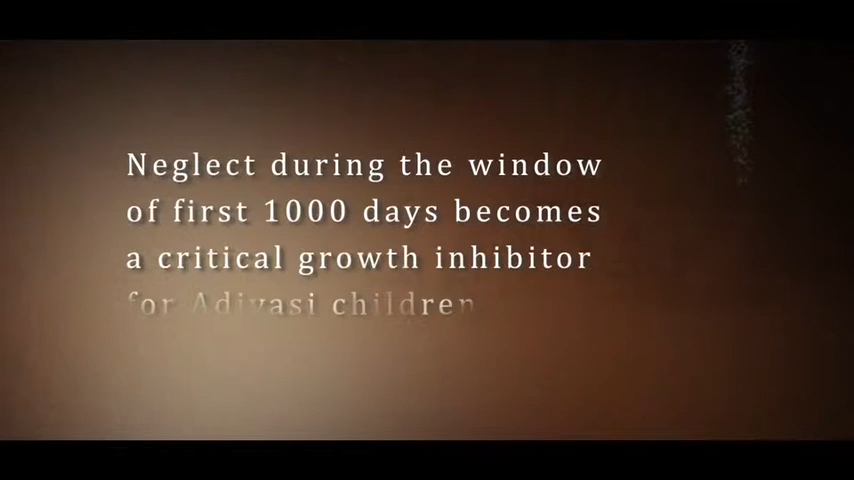 Neglect during the window
of first 1000 days becomes
a critical growth inhibitor
for Adivasi children